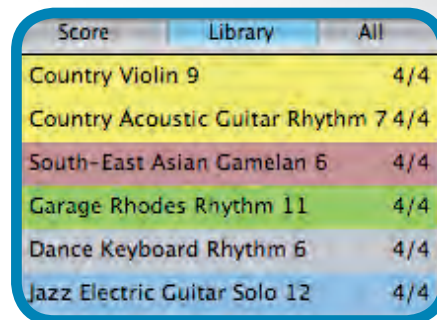 Score Library All
Country Violin 9 4/4
Country Acoustic Guitar Rhythm 7 4/4
South-East Asian Gamelan 6 4/4
Garage Rhodes Rhythm 11 4/4
Dance Keyboard Rhythm 6 4/4
Jazz Electric Guitar Solo 12 4/4